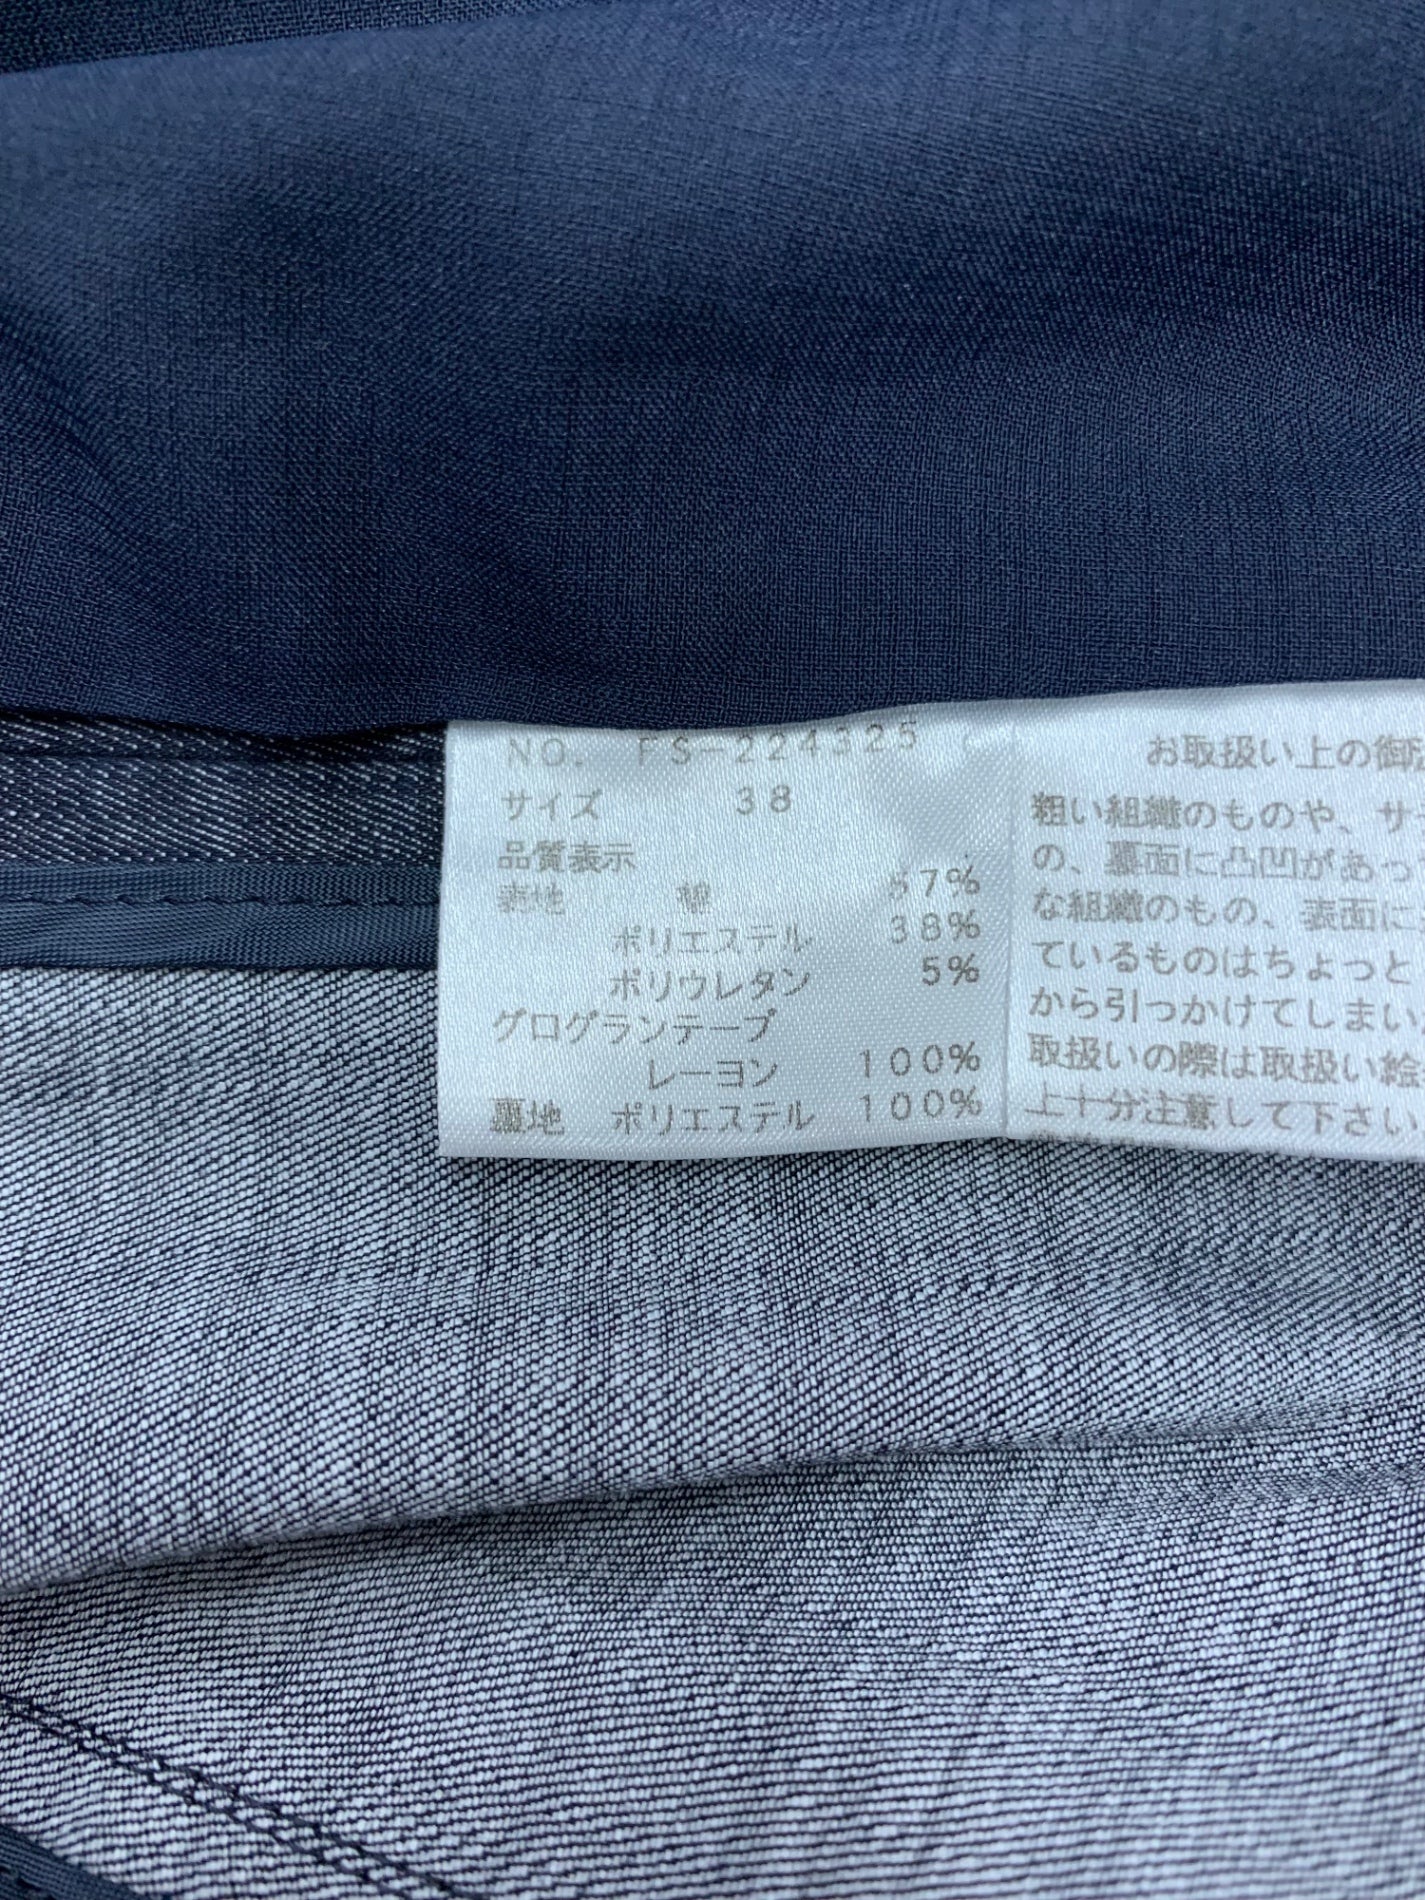 NO. FS-224325
サイズ 38
品質表示
表地 綿 57%
ポリエステル 38%
ポリウレタン 5%
グログランテープ
レーヨン 100%
裏地 ポリエステル 100%
お取扱い上の御注
粗い組織のものや、サ
の、裏面に凸凹があっ
な組織のもの、表面に
ているものはちょっと
から引っかけてしまい
取扱いの際は取扱い絵
上十分注意して下さい